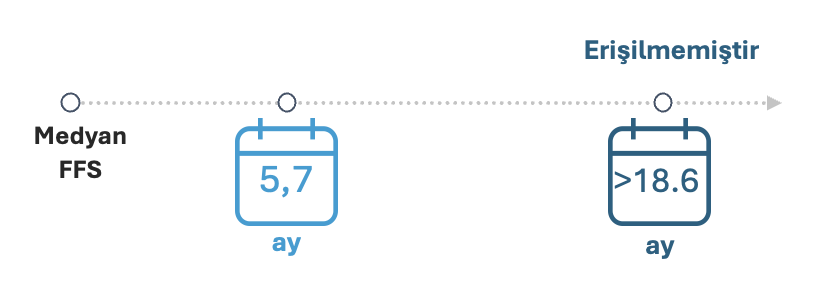 Erişilmemiştir
Medyan
FFS
5,7
ay
>18.6
ay